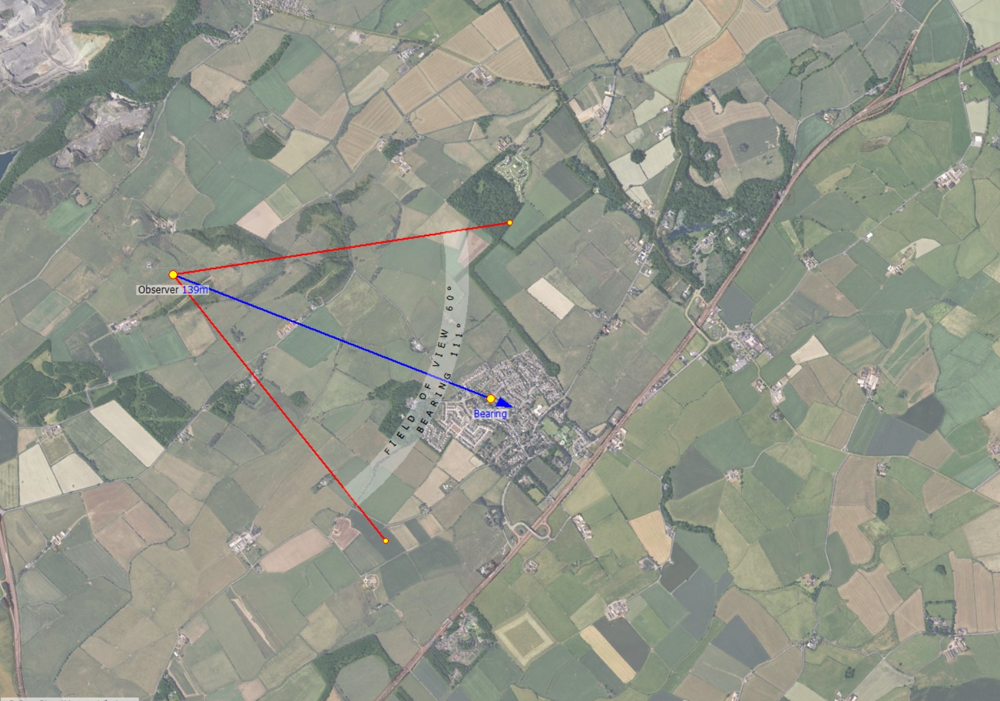 Observer 139m
FIELD OF VIEW 60°
BEARING 111°
Bearing